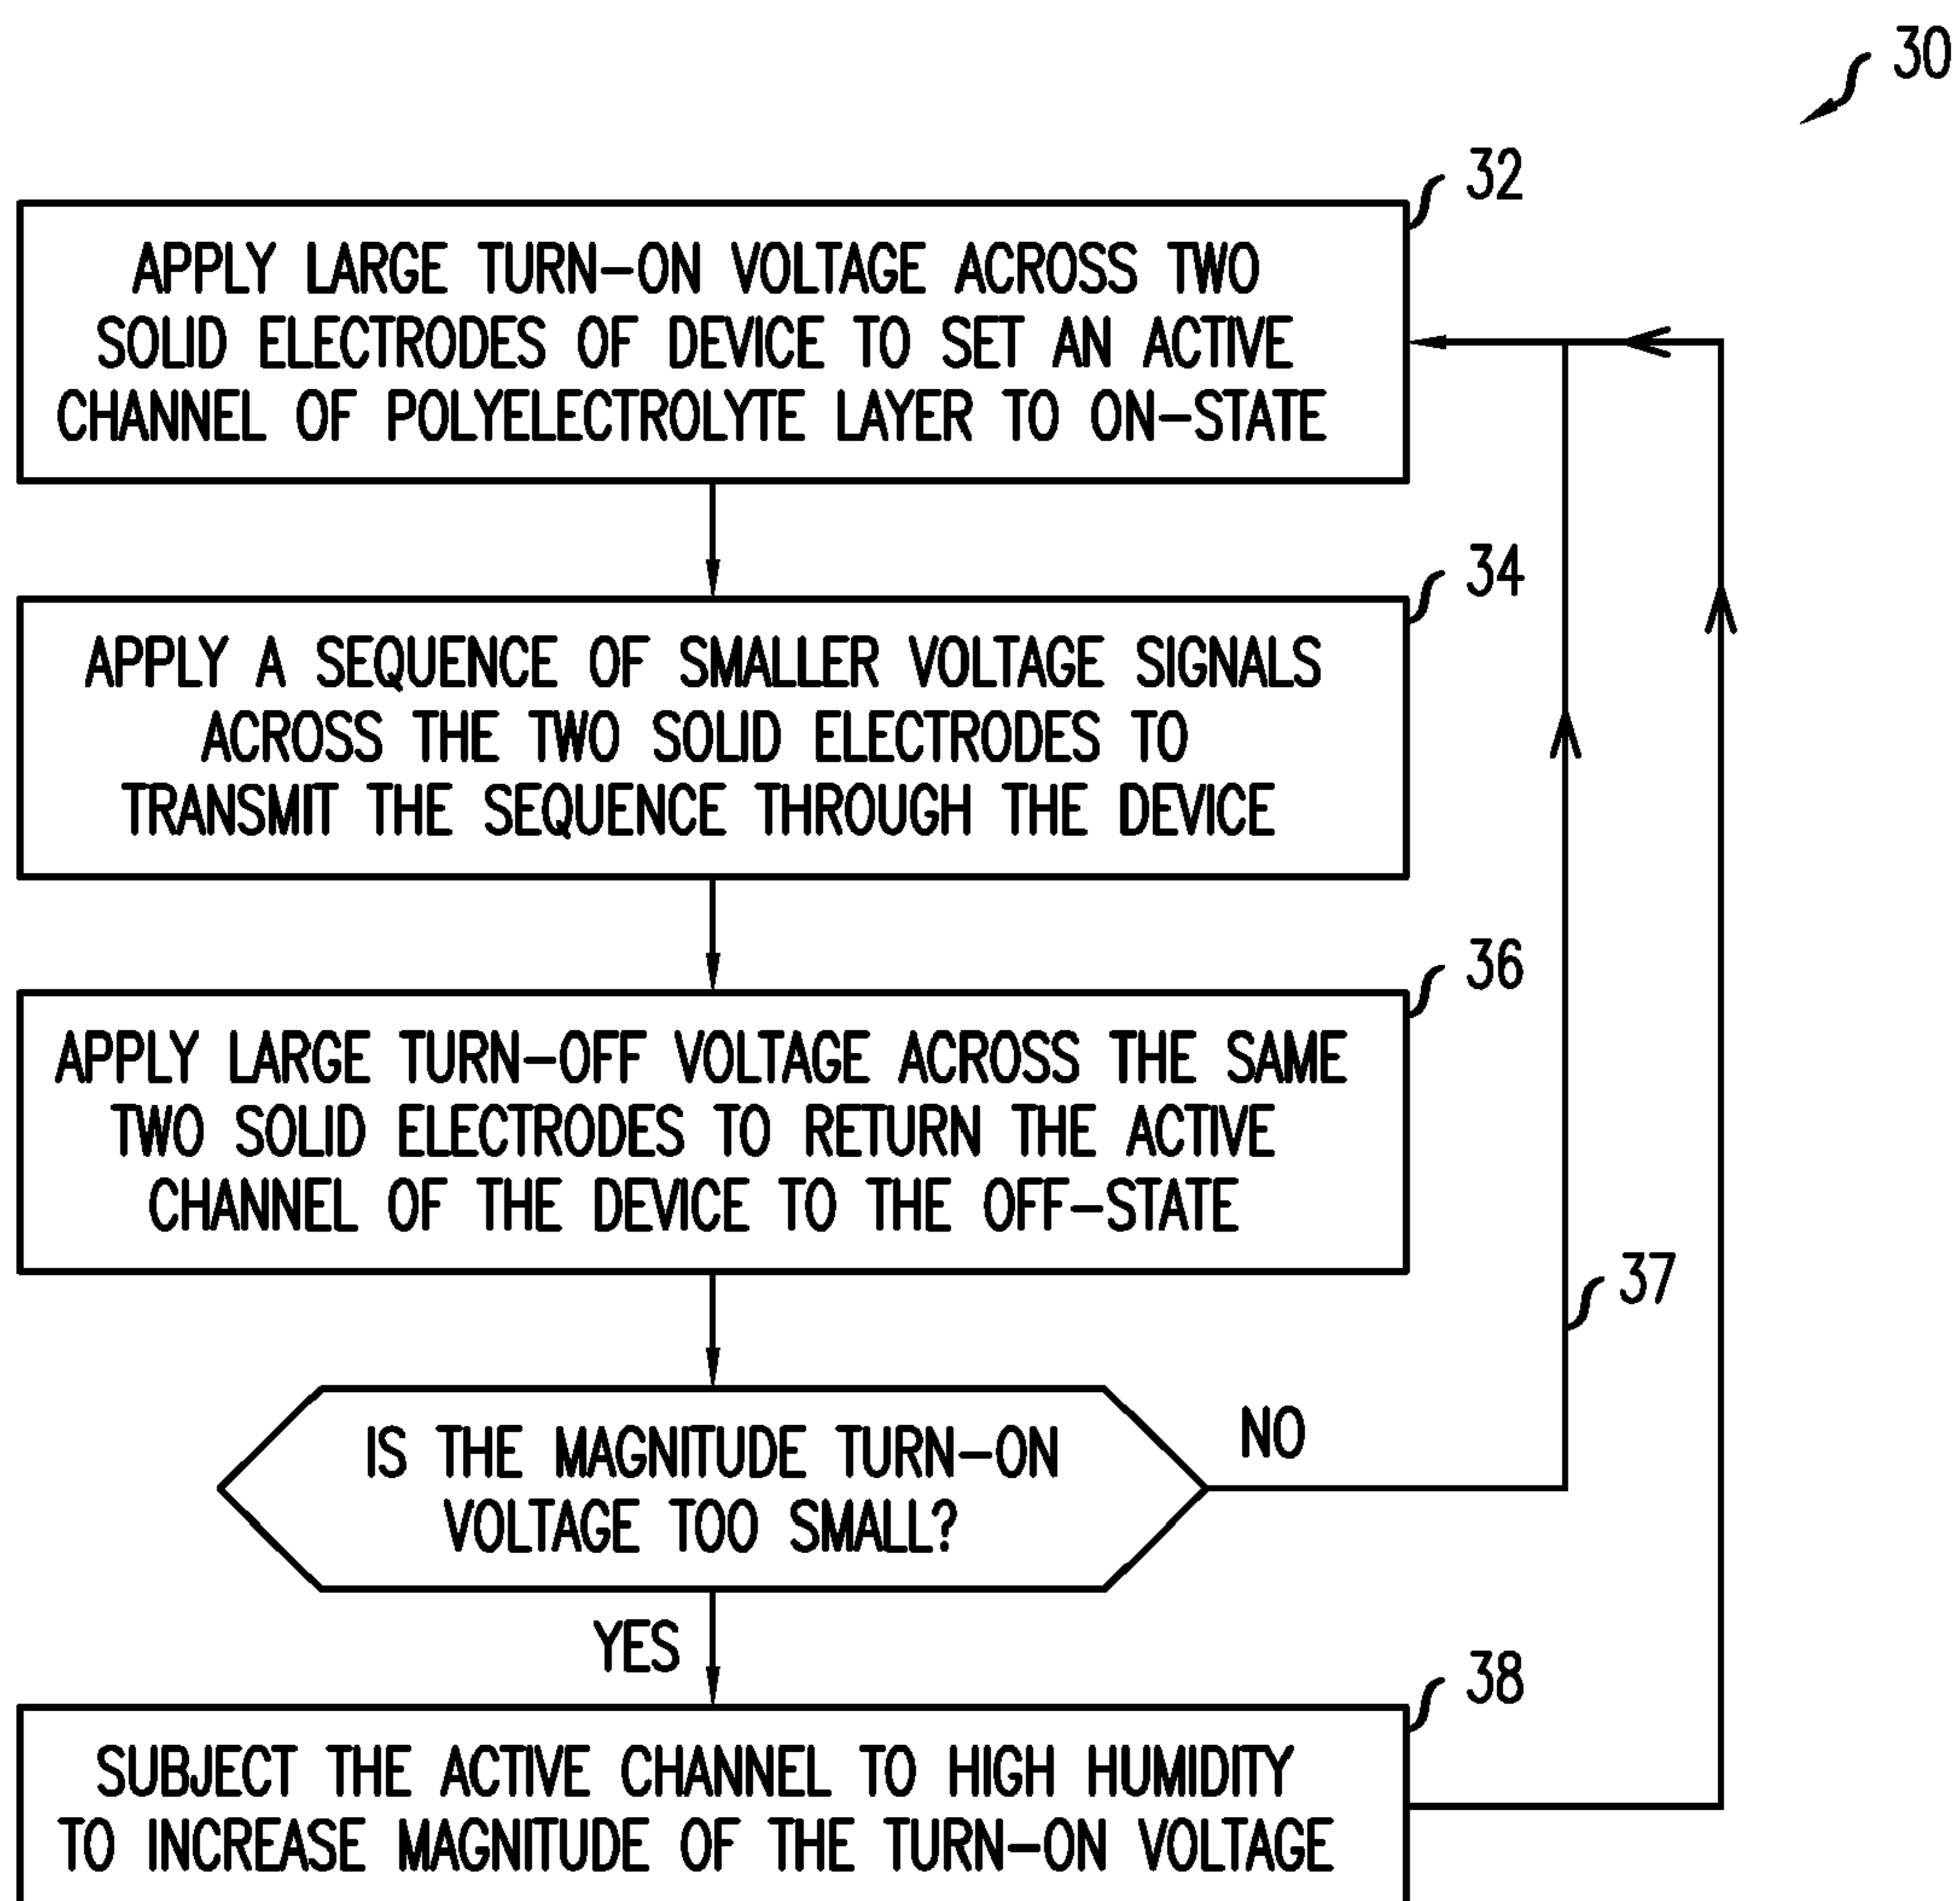 30
32
APPLY LARGE TURN-ON VOLTAGE ACROSS TWO
SOLID ELECTRODES OF DEVICE TO SET AN ACTIVE
CHANNEL OF POLYELECTROLYTE LAYER TO ON-STATE
34
APPLY A SEQUENCE OF SMALLER VOLTAGE SIGNALS
ACROSS THE TWO SOLID ELECTRODES TO
TRANSMIT THE SEQUENCE THROUGH THE DEVICE
36
APPLY LARGE TURN-OFF VOLTAGE ACROSS THE SAME
TWO SOLID ELECTRODES TO RETURN THE ACTIVE
CHANNEL OF THE DEVICE TO THE OFF-STATE
37
IS THE MAGNITUDE TURN-ON
VOLTAGE TOO SMALL?
NO
YES
38
SUBJECT THE ACTIVE CHANNEL TO HIGH HUMIDITY
TO INCREASE MAGNITUDE OF THE TURN-ON VOLTAGE